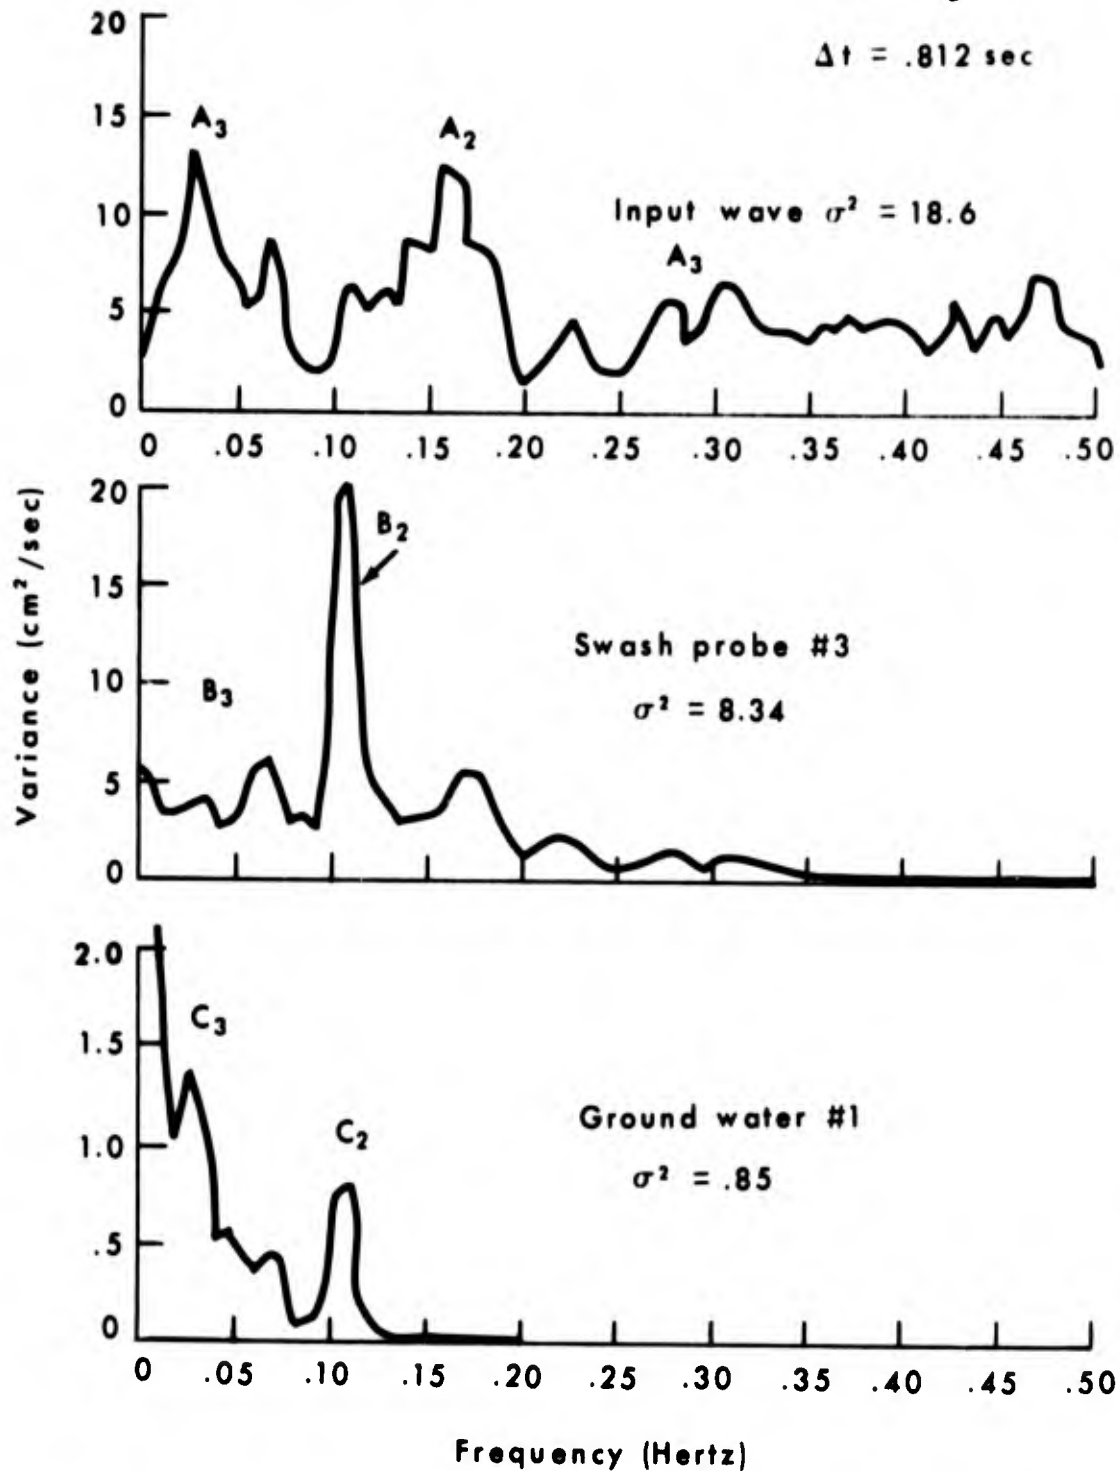 Δt = .812 sec
20
15
10
5
0
A3
A2
Input wave σ² = 18.6
A3
0 .05 .10 .15 .20 .25 .30 .35 .40 .45 .50
Variance (cm²/sec)
20
15
10
5
0
B2
B3
Swash probe #3
σ² = 8.34
2.0
1.5
1.0
.5
0
C3
C2
Ground water #1
σ² = .85
0 .05 .10 .15 .20 .25 .30 .35 .40 .45 .50
Frequency (Hertz)